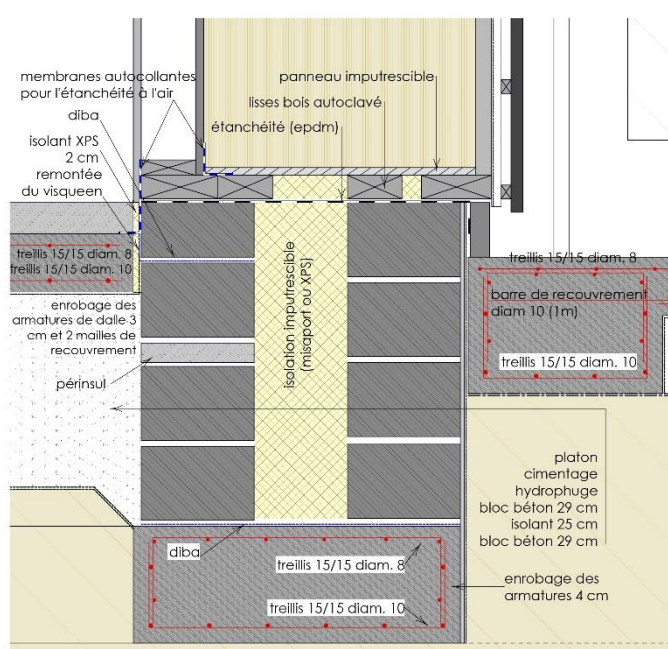 membranes autocollantes
pour l'étanchéité à l'air
diba
isolant XPS
2 cm
remontée
du visqueen
panneau imputrescible
lisses bois autoclavé
étanchéité (epdm)
treillis 15/15 diam. 8
treillis 15/15 diam. 10
enrobage des
armatures de dalle 3
cm et 2 mailles de
recouvrement
périnsul
isolation imputrescible
(misaport ou XPS)
treillis 15/15 diam. 8
barre de recouvrement
diam 10 (1m)
treillis 15/15 diam. 10
platon
cimentage
hydrophuge
bloc béton 29 cm
isolant 25 cm
bloc béton 29 cm
diba
treillis 15/15 diam. 8
treillis 15/15 diam. 10
enrobage des
armatures 4 cm